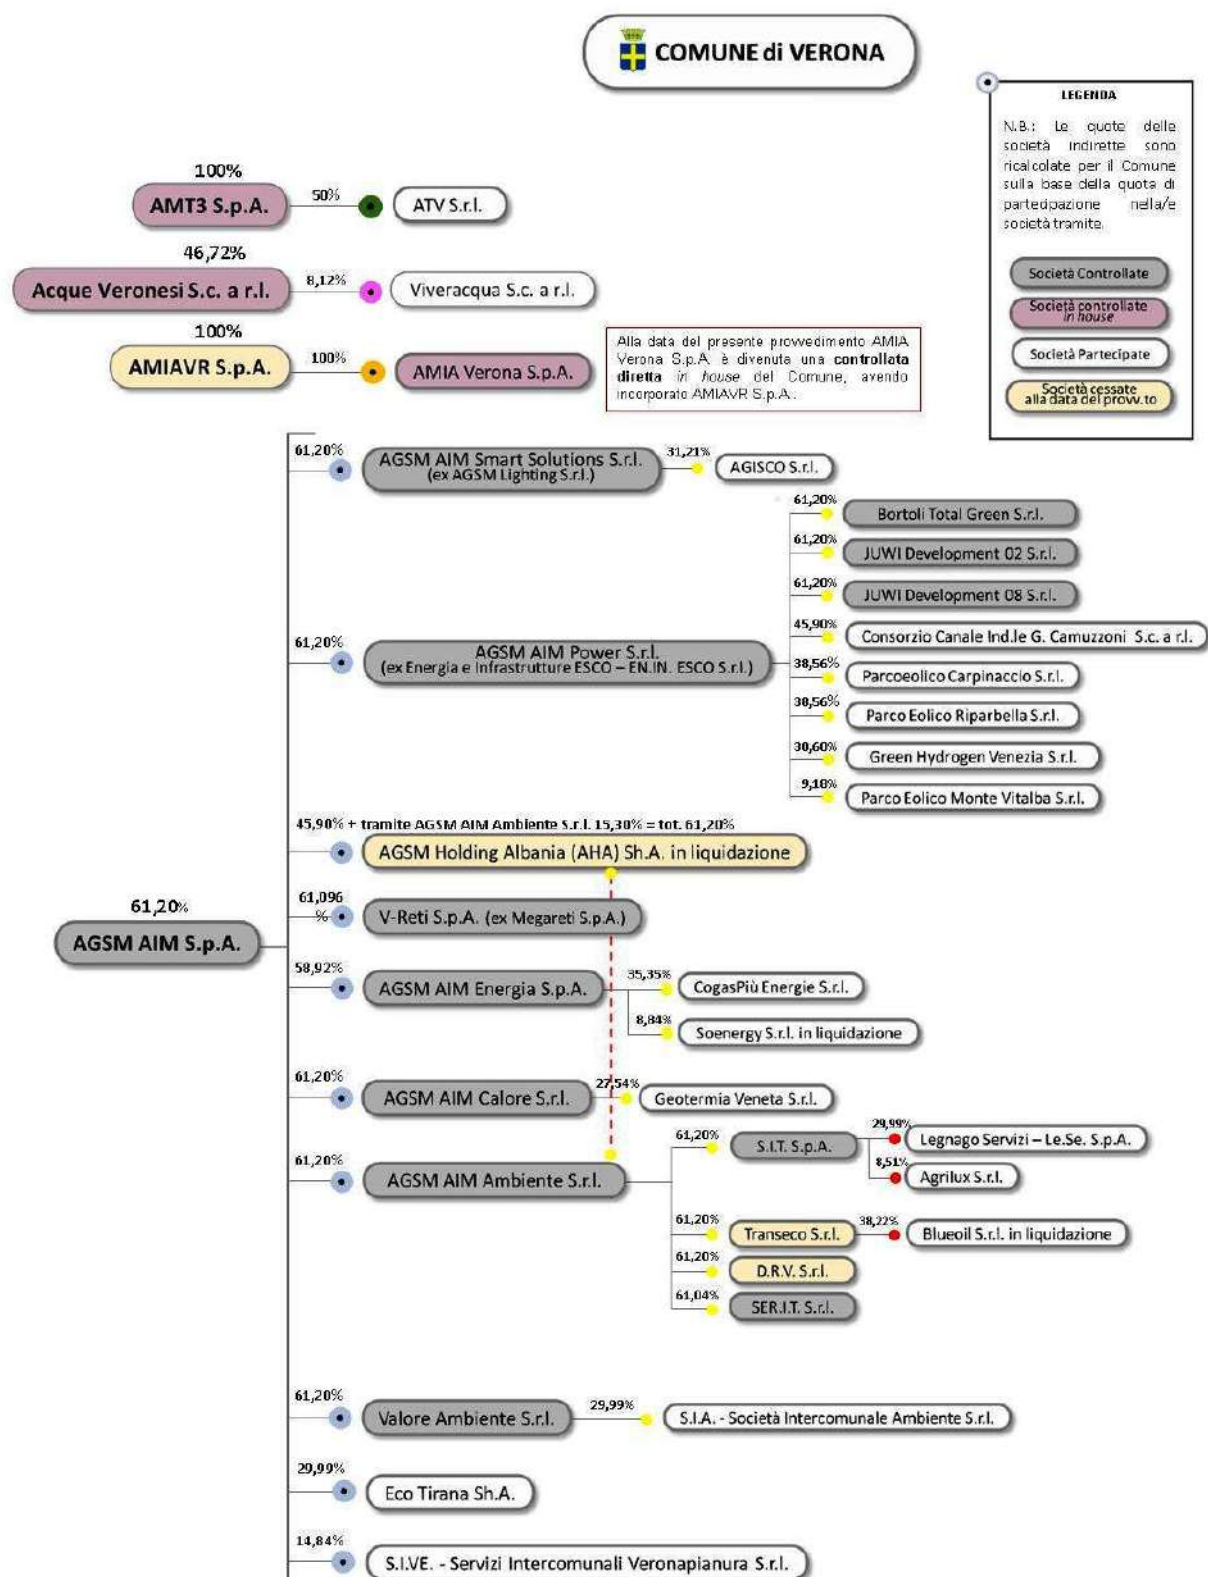 COMUNE di VERONA
LEGENDA
N.B.: Le quote delle
società indirette sono
ricalcolate per il Comune
sulla base della quota di
partecipazione nella/e
società tramite.
Società Controllate
Società controllate
in house
Società Partecipate
Società cessate
alla data del provv.to
100%
AMT3 S.p.A.
50%
ATV S.r.l.
46,72%
Acque Veronesi S.c. a r.l.
8,12%
Viveracqua S.c. a r.l.
100%
AMIAVR S.p.A.
100%
AMIA Verona S.p.A.
Alla data del presente provvedimento AMIA
Verona S.p.A. è divenuta una controllata
diretta in house del Comune, avendo
incorporato AMIAVR S.p.A..
61,20%
AGSM AIM Smart Solutions S.r.l.
(ex AGSM Lighting S.r.l.)
31,21%
AGISCO S.r.l.
61,20%
Bortoli Total Green S.r.l.
61,20%
JUWI Development 02 S.r.l.
61,20%
JUWI Development 08 S.r.l.
61,20%
AGSM AIM Power S.r.l.
(ex Energia e Infrastrutture ESCO – EN.IN. ESCO S.r.l.)
45,90%
Consorzio Canale Ind.le G. Camuzzoni S.c. a r.l.
38,56%
Parcoeolico Carpinaccio S.r.l.
38,56%
Parco Eolico Riparbella S.r.l.
30,60%
Green Hydrogen Venezia S.r.l.
9,18%
Parco Eolico Monte Vitalba S.r.l.
45,90% + tramite AGSM AIM Ambiente S.r.l. 15,30% = tot. 61,20%
AGSM Holding Albania (AHA) Sh.A. in liquidazione
61,20%
AGSM AIM S.p.A.
61,096
%
V-Reti S.p.A. (ex Megareti S.p.A.)
58,92%
AGSM AIM Energia S.p.A.
35,35%
CogasPiù Energie S.r.l.
8,84%
Soenergy S.r.l. in liquidazione
61,20%
AGSM AIM Calore S.r.l.
27,54%
Geotermia Veneta S.r.l.
61,20%
AGSM AIM Ambiente S.r.l.
61,20%
S.I.T. S.p.A.
29,99%
Legnago Servizi – Le.Se. S.p.A.
8,51%
Agrilux S.r.l.
61,20%
Transeco S.r.l.
38,22%
Blueoil S.r.l. in liquidazione
61,20%
D.R.V. S.r.l.
61,04%
SER.I.T. S.r.l.
61,20%
Valore Ambiente S.r.l.
29,99%
S.I.A. - Società Intercomunale Ambiente S.r.l.
29,99%
Eco Tirana Sh.A.
14,84%
S.I.VE. - Servizi Intercomunali Veronapianura S.r.l.